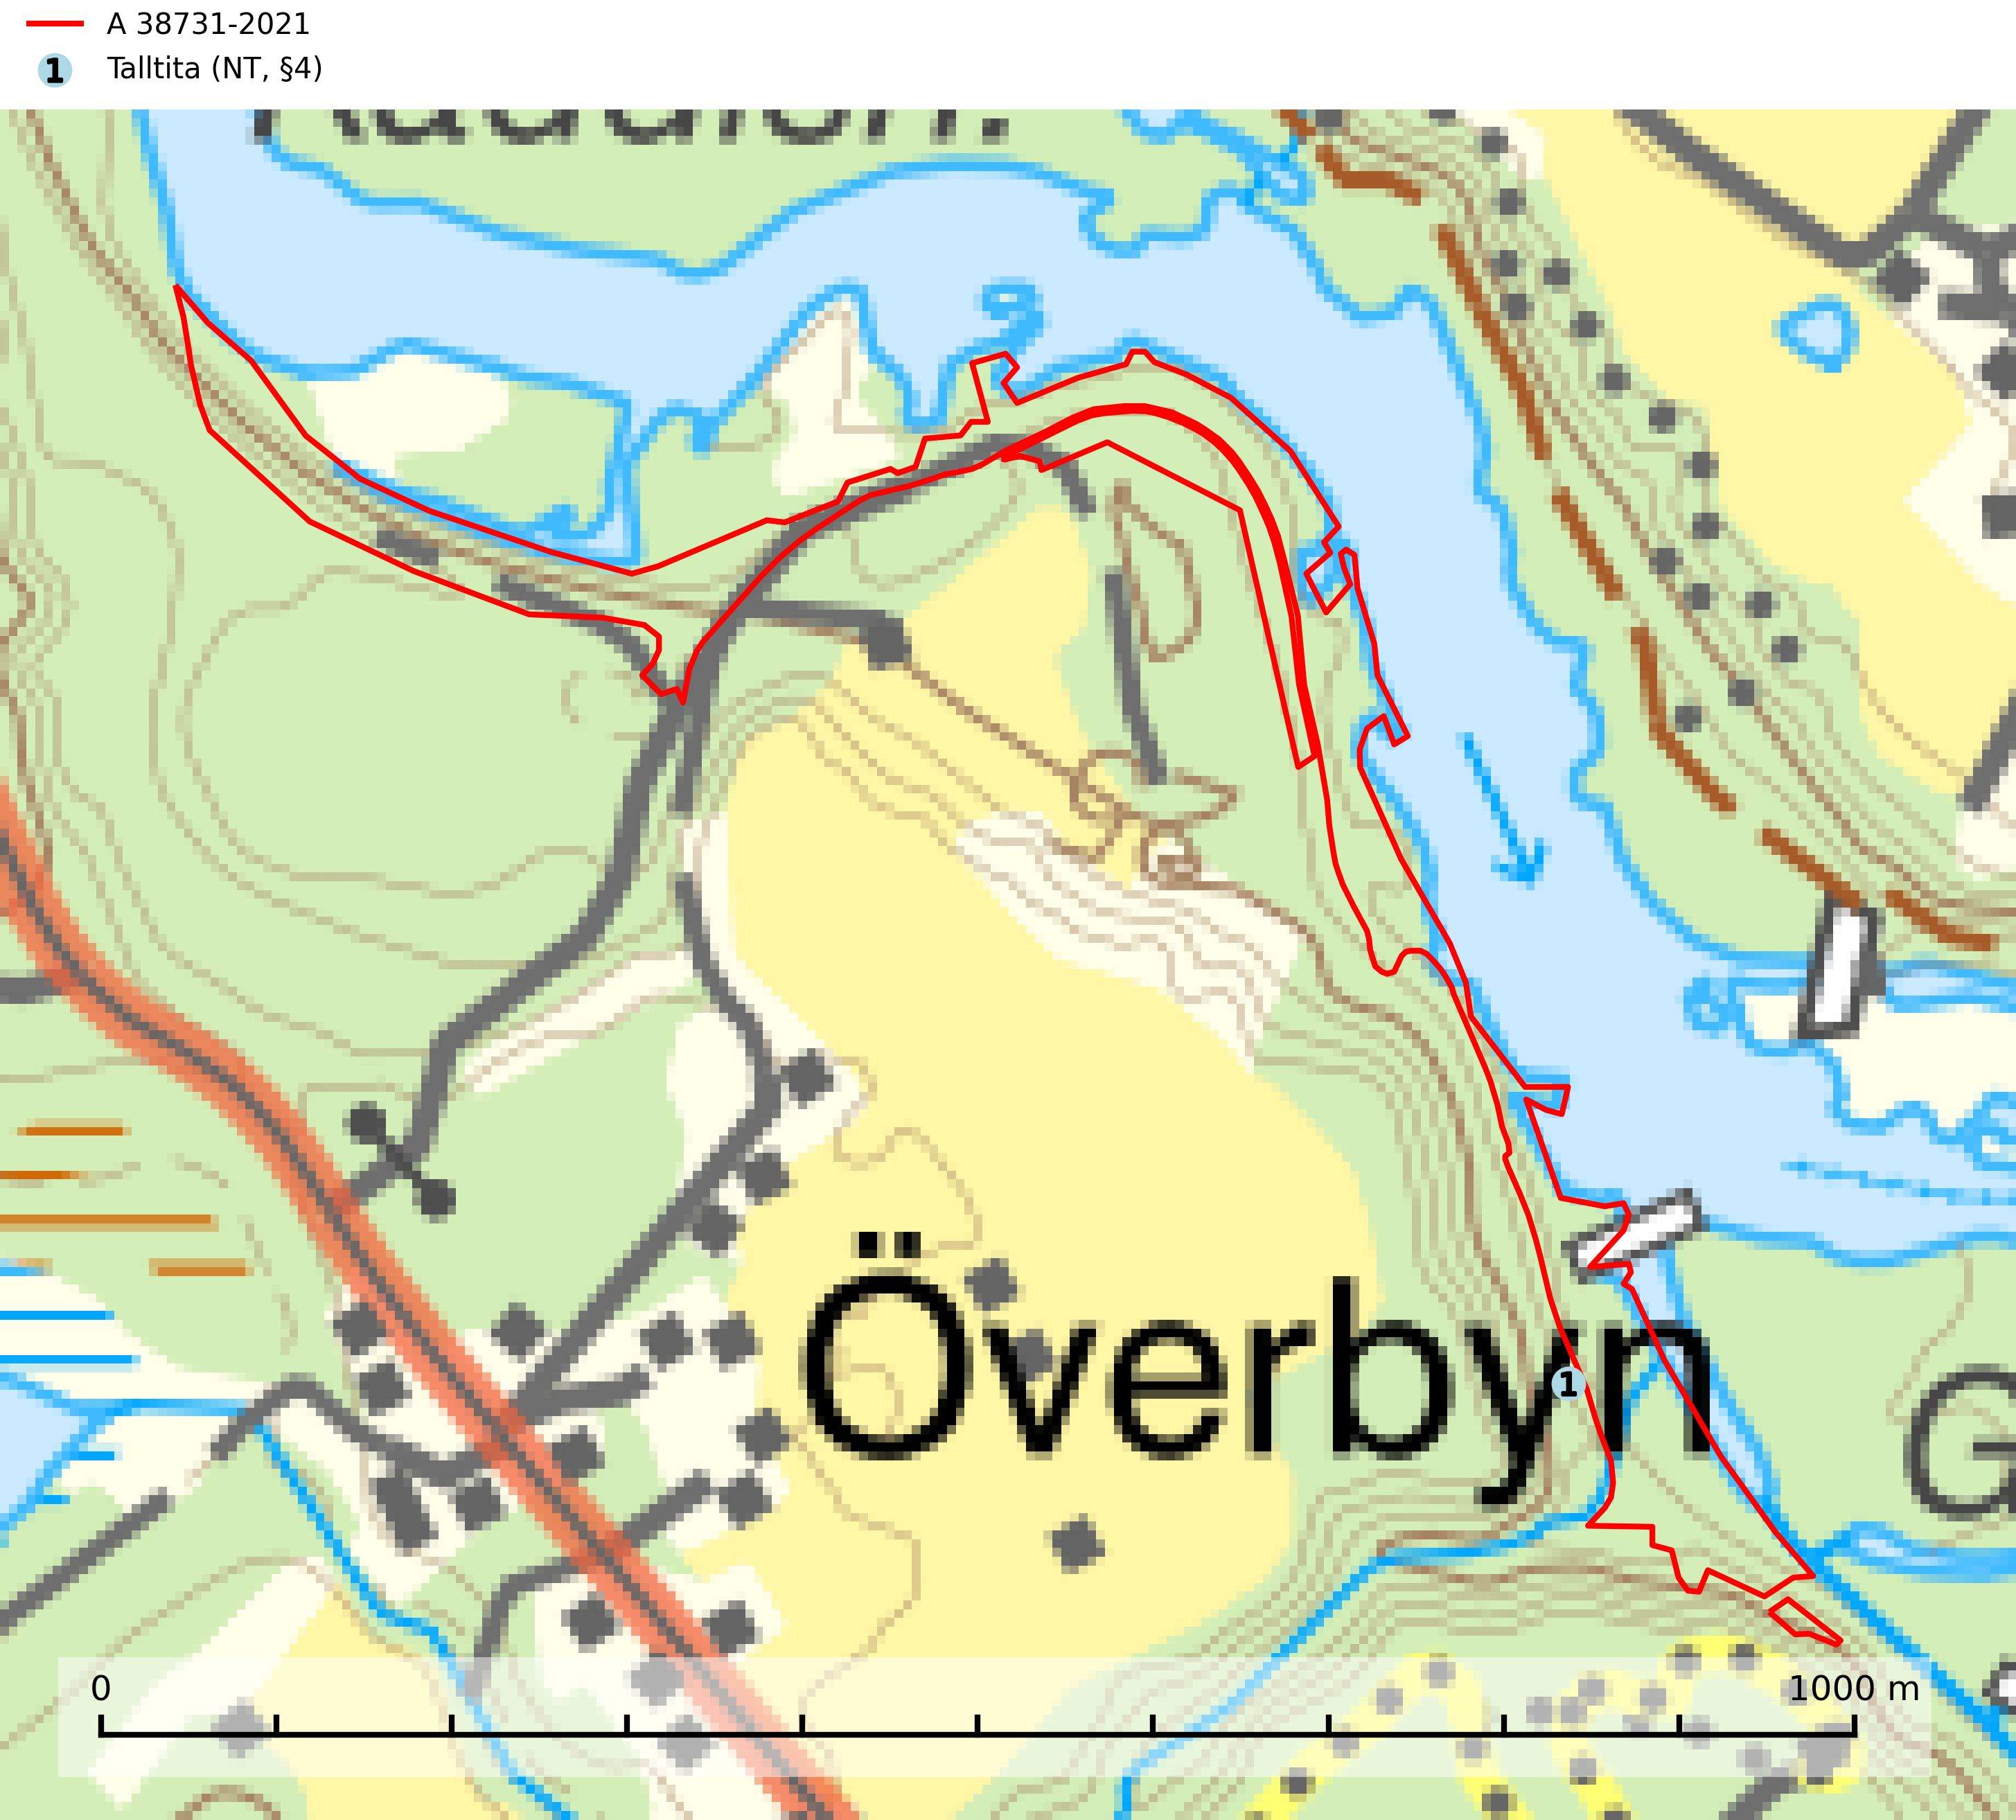 A 38731-2021
1 Talltita (NT, §4)
Överbyn
1
G
0 1000 m